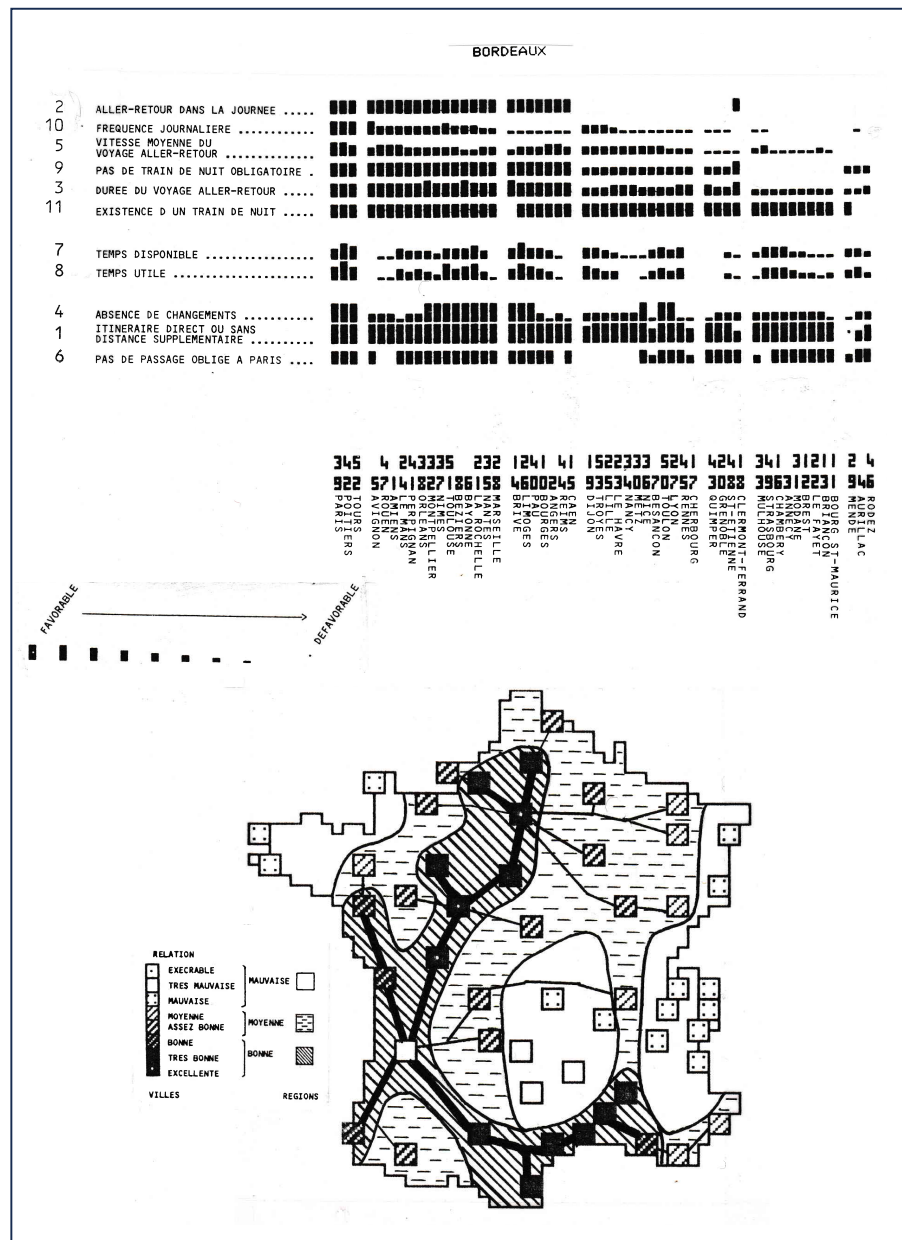 BORDEAUX
2 ALLER-RETOUR DANS LA JOURNEE .....
10 FREQUENCE JOURNALIERE ............
5 VITESSE MOYENNE DU
VOYAGE ALLER-RETOUR ............
9 PAS DE TRAIN DE NUIT OBLIGATOIRE .
3 DUREE DU VOYAGE ALLER-RETOUR .....
11 EXISTENCE D UN TRAIN DE NUIT .....
7 TEMPS DISPONIBLE .................
8 TEMPS UTILE ......................
4 ABSENCE DE CHANGEMENTS ...........
1 ITINERAIRE DIRECT OU SANS
DISTANCE SUPPLEMENTAIRE ..........
6 PAS DE PASSAGE OBLIGE A PARIS ....
345
922
PARIS
POITIERS
TOURS
AVIGNON
ROUEN
AMIENS
LE MANS
PERPIGNAN
ORLEANS
MONTPELLIER
NIMES
TOULOUSE
BEZIERS
BAYONNE
LA ROCHELLE
NANTES
MARSEILLE
BRIVE
LIMOGES
PAU
BOURGES
ANGERS
REIMS
CAEN
DIJON
TROYES
LILLE
LE HAVRE
NANCY
METZ
NICE
BESANCON
TOULON
LYON
RENNES
CHERBOURG
QUIMPER
GRENOBLE
ST-ETIENNE
CLERMONT-FERRAND
MULHOUSE
STRASBOURG
CHAMBERY
ANNECY
MODANE
BREST
LE FAYET
BRIANCON
BOURG ST-MAURICE
MENDE
AURILLAC
RODEZ
FAVORABLE
DEFAVORABLE
RELATION
EXECRABLE
TRES MAUVAISE
MAUVAISE
MAUVAISE
MOYENNE
ASSEZ BONNE
MOYENNE
BONNE
TRES BONNE
EXCELLENTE
BONNE
VILLES
REGIONS